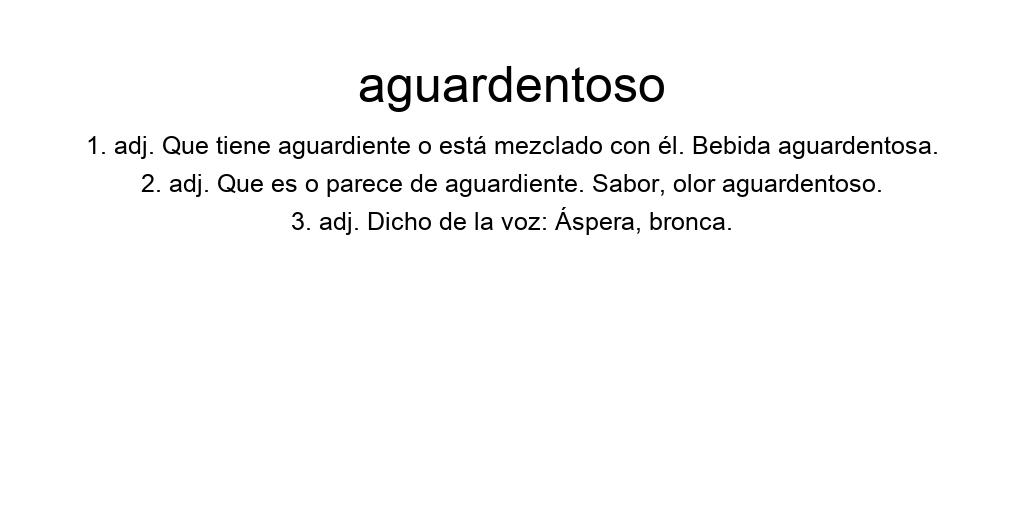 aguardentoso
1. adj. Que tiene aguardiente o está mezclado con él. Bebida aguardentosa.
2. adj. Que es o parece de aguardiente. Sabor, olor aguardentoso.
3. adj. Dicho de la voz: Áspera, bronca.